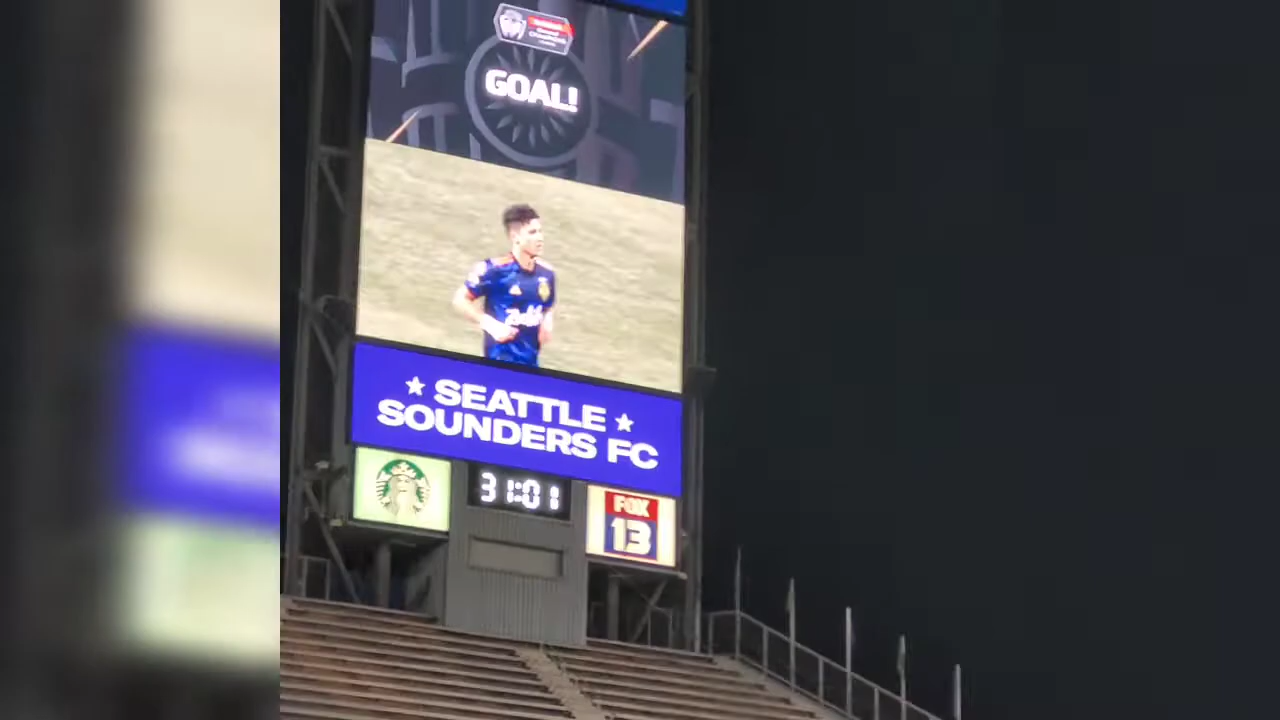 GOAL!
★ SEATTLE ★
SOUNDERS FC
31:01
FOX
13